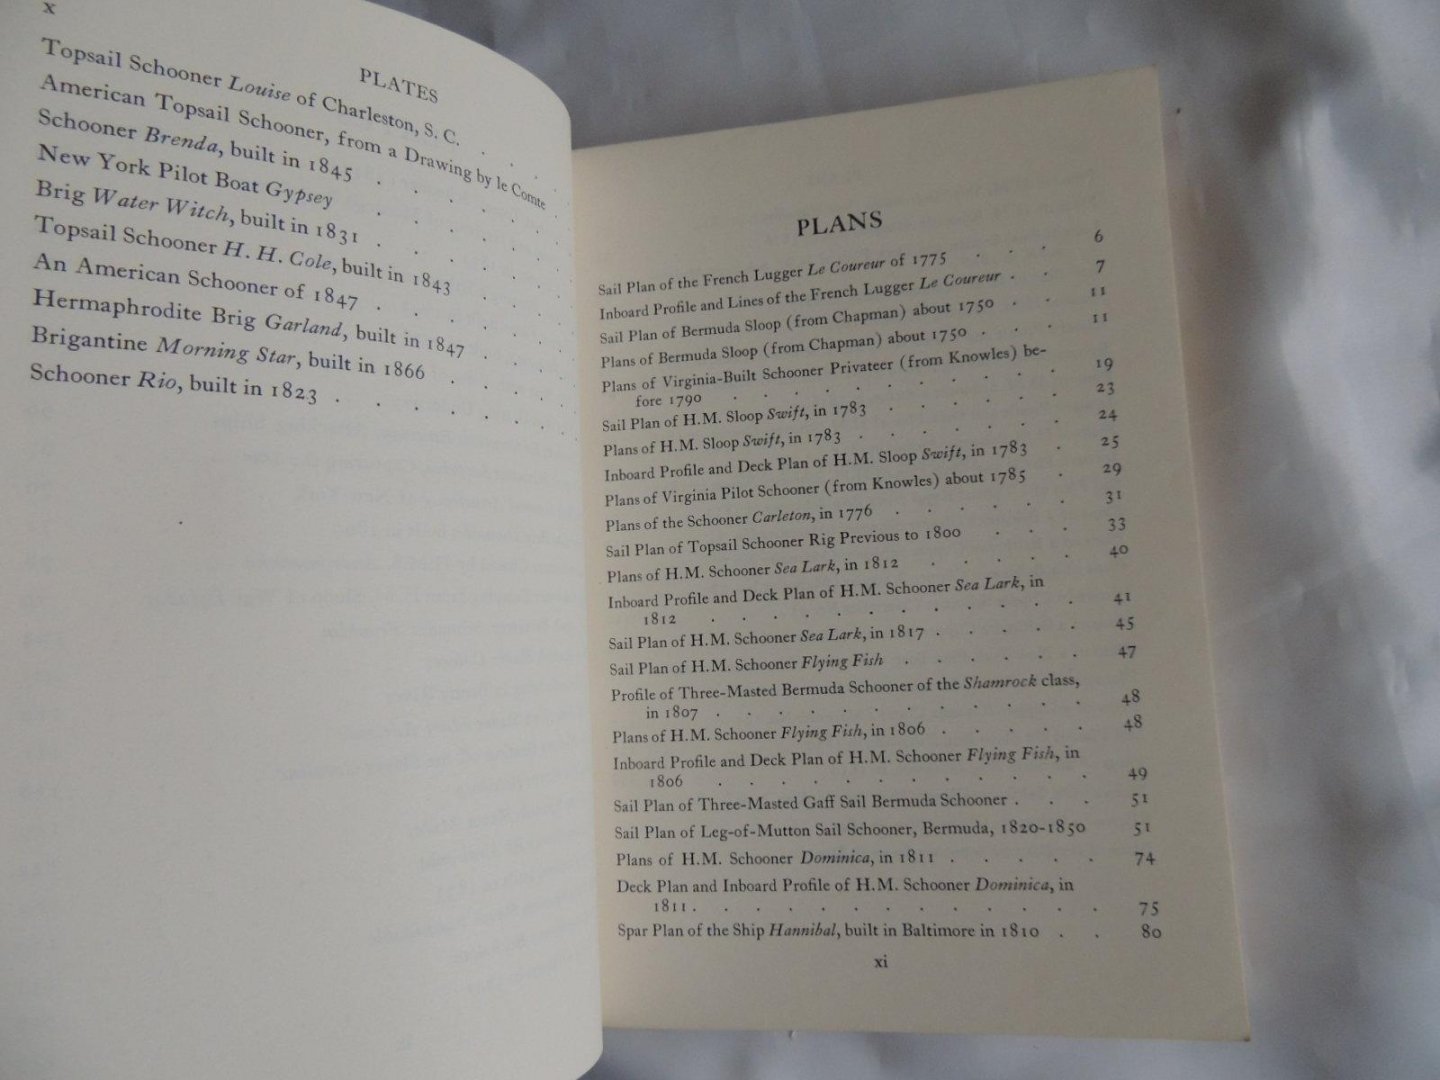 x
PLATES
Topsail Schooner Louise of Charleston, S. C. . .
American Topsail Schooner, from a Drawing by le Comte .
Schooner Brenda, built in 1845 . . . . . .
New York Pilot Boat Gypsey . . . . . .
Brig Water Witch, built in 1831 . . . . . .
Topsail Schooner H. H. Cole, built in 1843 . . .
An American Schooner of 1847 . . . . . .
Hermaphrodite Brig Garland, built in 1847 . . .
Brigantine Morning Star, built in 1866 . . . .
Schooner Rio, built in 1823 . . . . . . .
PLANS
Sail Plan of the French Lugger Le Coureur of 1775 . . . 6
Inboard Profile and Lines of the French Lugger Le Coureur . . 7
Sail Plan of Bermuda Sloop (from Chapman) about 1750 . . 11
Plans of Bermuda Sloop (from Chapman) about 1750 . . . 11
Plans of Virginia-Built Schooner Privateer (from Knowles) be-
fore 1790 . . . . . . . . . . 19
Sail Plan of H.M. Sloop Swift, in 1783 . . . . . . 23
Plans of H.M. Sloop Swift, in 1783 . . . . . . . 24
Inboard Profile and Deck Plan of H.M. Sloop Swift, in 1783 . 25
Plans of Virginia Pilot Schooner (from Knowles) about 1785 . 29
Plans of the Schooner Carleton, in 1776 . . . . . . 31
Sail Plan of Topsail Schooner Rig Previous to 1800 . . . 33
Plans of H.M. Schooner Sea Lark, in 1812 . . . . . 40
Inboard Profile and Deck Plan of H.M. Schooner Sea Lark, in
1812 . . . . . . . . . . . . 41
Sail Plan of H.M. Schooner Sea Lark, in 1817 . . . . 45
Sail Plan of H.M. Schooner Flying Fish . . . . . . 47
Profile of Three-Masted Bermuda Schooner of the Shamrock class,
in 1807 . . . . . . . . . . . . 48
Plans of H.M. Schooner Flying Fish, in 1806 . . . . . 48
Inboard Profile and Deck Plan of H.M. Schooner Flying Fish, in
1806 . . . . . . . . . . . . 49
Sail Plan of Three-Masted Gaff Sail Bermuda Schooner . . . 51
Sail Plan of Leg-of-Mutton Sail Schooner, Bermuda, 1820-1850 51
Plans of H.M. Schooner Dominica, in 1811 . . . . . 74
Deck Plan and Inboard Profile of H.M. Schooner Dominica, in
1811 . . . . . . . . . . . . . 75
Spar Plan of the Ship Hannibal, built in Baltimore in 1810 . . 80
xi